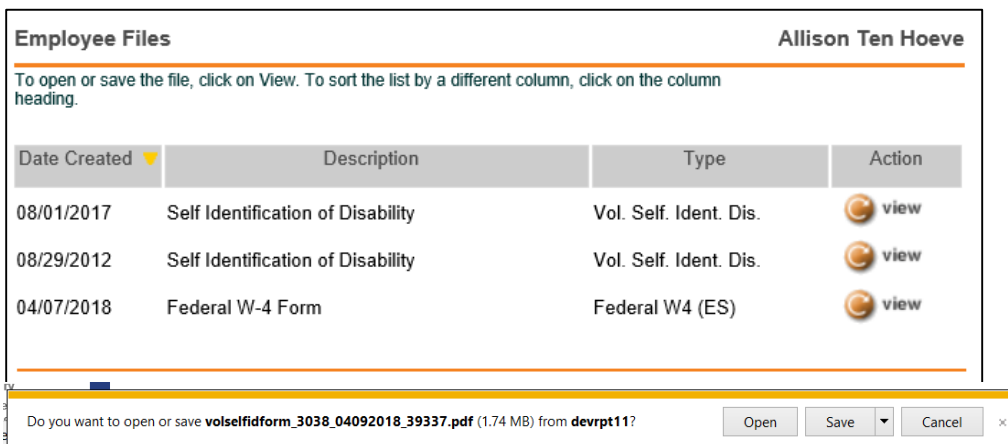 Employee Files Allison Ten Hoeve
To open or save the file, click on View. To sort the list by a different column, click on the column
heading.
Date Created Description Type Action
08/01/2017 Self Identification of Disability Vol. Self. Ident. Dis. view
08/29/2012 Self Identification of Disability Vol. Self. Ident. Dis. view
04/07/2018 Federal W-4 Form Federal W4 (ES) view
Do you want to open or save volselfidform_3038_04092018_39337.pdf (1.74 MB) from devrpt11? Open Save Cancel